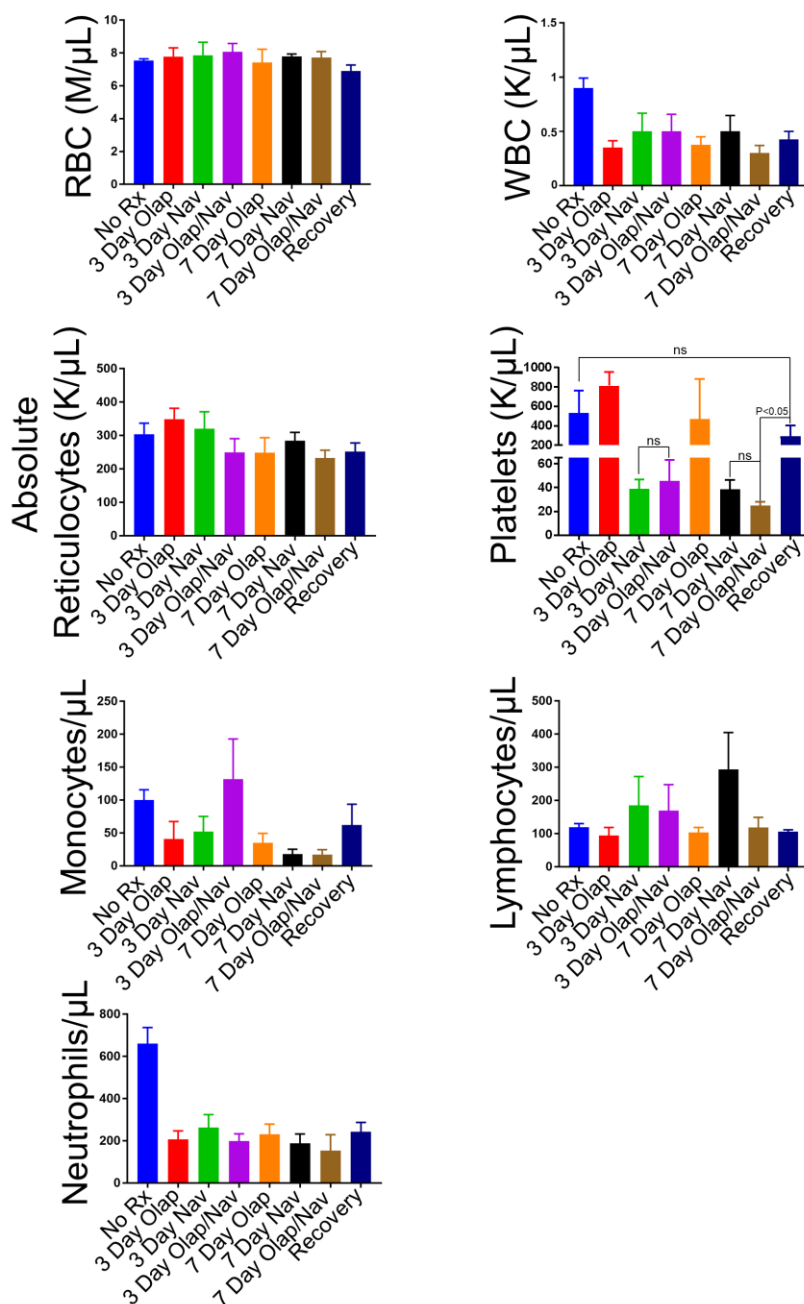 RBC (M/µL)
10
8
6
4
2
0
No Rx
3 Day Olap
3 Day Nav
3 Day Olap/Nav
7 Day Olap
7 Day Nav
7 Day Olap/Nav
Recovery
WBC (K/µL)
1.5
1
0.5
0
No Rx
3 Day Olap
3 Day Nav
3 Day Olap/Nav
7 Day Olap
7 Day Nav
7 Day Olap/Nav
Recovery
Absolute
Reticulocytes (K/µL)
500
400
300
200
100
0
No Rx
3 Day Olap
3 Day Nav
3 Day Olap/Nav
7 Day Olap
7 Day Nav
7 Day Olap/Nav
Recovery
Platelets (K/µL)
1000
800
600
400
200
60
40
20
0
ns
P<0.05
ns
ns
No Rx
3 Day Olap
3 Day Nav
3 Day Olap/Nav
7 Day Olap
7 Day Nav
7 Day Olap/Nav
Recovery
Monocytes/µL
250
200
150
100
50
0
No Rx
3 Day Olap
3 Day Nav
3 Day Olap/Nav
7 Day Olap
7 Day Nav
7 Day Olap/Nav
Recovery
Lymphocytes/µL
500
400
300
200
100
0
No Rx
3 Day Olap
3 Day Nav
3 Day Olap/Nav
7 Day Olap
7 Day Nav
7 Day Olap/Nav
Recovery
Neutrophils/µL
800
600
400
200
0
No Rx
3 Day Olap
3 Day Nav
3 Day Olap/Nav
7 Day Olap
7 Day Nav
7 Day Olap/Nav
Recovery